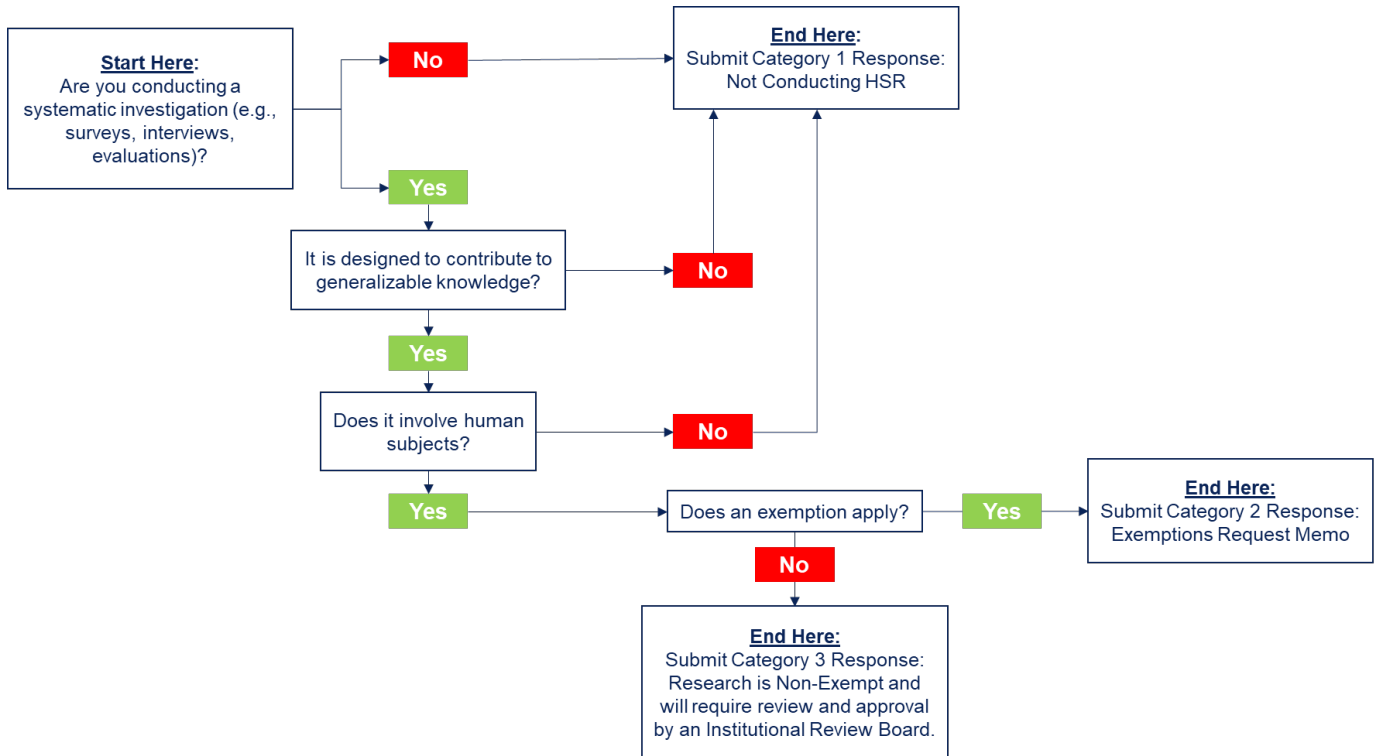 Start Here:
Are you conducting a
systematic investigation (e.g.,
surveys, interviews,
evaluations)?
No
End Here:
Submit Category 1 Response:
Not Conducting HSR
Yes
It is designed to contribute to
generalizable knowledge?
No
Yes
Does it involve human
subjects?
No
Yes
Does an exemption apply?
Yes
End Here:
Submit Category 2 Response:
Exemptions Request Memo
No
End Here:
Submit Category 3 Response:
Research is Non-Exempt and
will require review and approval
by an Institutional Review Board.